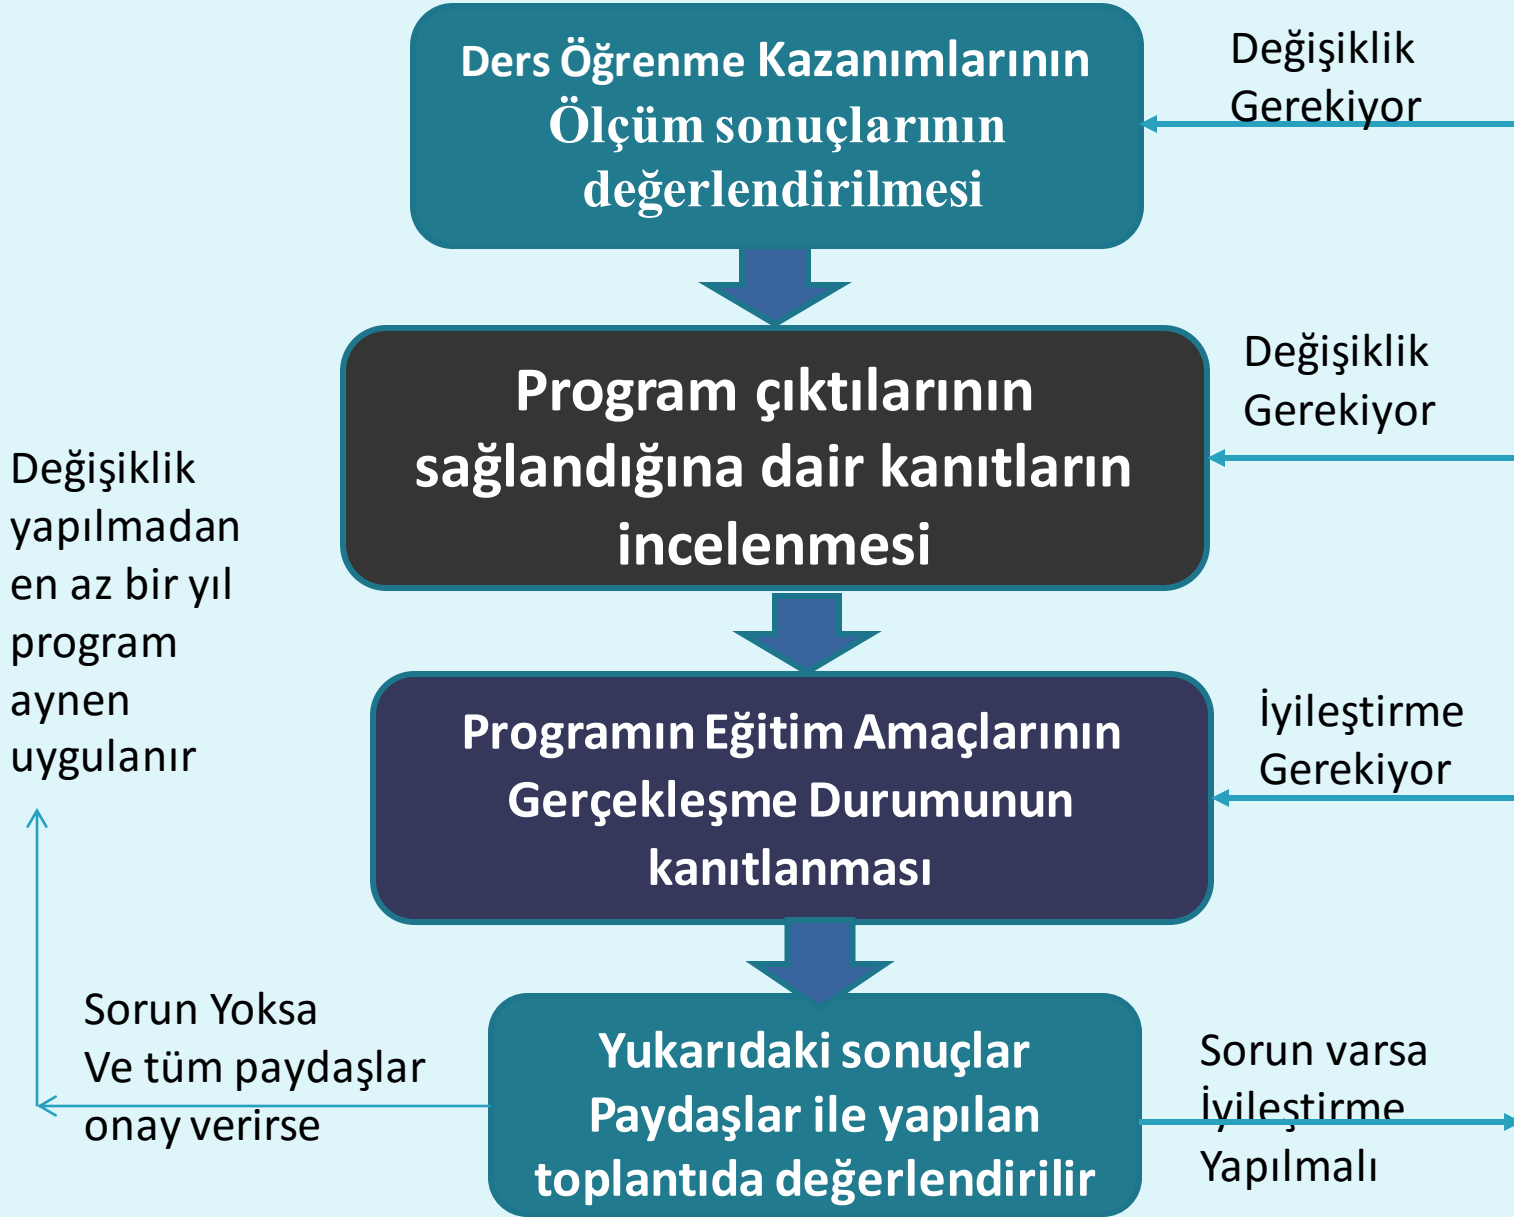 Ders Öğrenme Kazanımlarının
Ölçüm sonuçlarının
değerlendirilmesi
Değişiklik
Gerekiyor
Program çıktılarının
sağlandığına dair kanıtların
incelenmesi
Değişiklik
Gerekiyor
Değişiklik
yapılmadan
en az bir yıl
program
aynen
uygulanır
Programın Eğitim Amaçlarının
Gerçekleşme Durumunun
kanıtlanması
İyileştirme
Gerekiyor
Sorun Yoksa
Ve tüm paydaşlar
onay verirse
Yukarıdaki sonuçlar
Paydaşlar ile yapılan
toplantıda değerlendirilir
Sorun varsa
İyileştirme
Yapılmalı